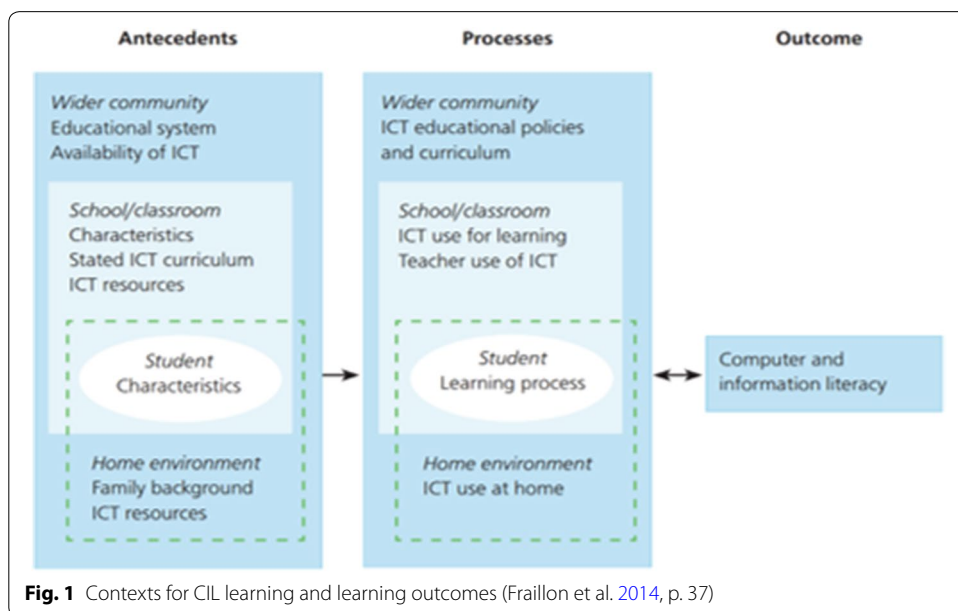 Antecedents
Processes
Outcome
Wider community
Educational system
Availability of ICT
School/classroom
Characteristics
Stated ICT curriculum
ICT resources
Student
Characteristics
Home environment
Family background
ICT resources
Wider community
ICT educational policies
and curriculum
School/classroom
ICT use for learning
Teacher use of ICT
Student
Learning process
Home environment
ICT use at home
Computer and
information literacy
Fig. 1 Contexts for CIL learning and learning outcomes (Fraillon et al. 2014, p. 37)